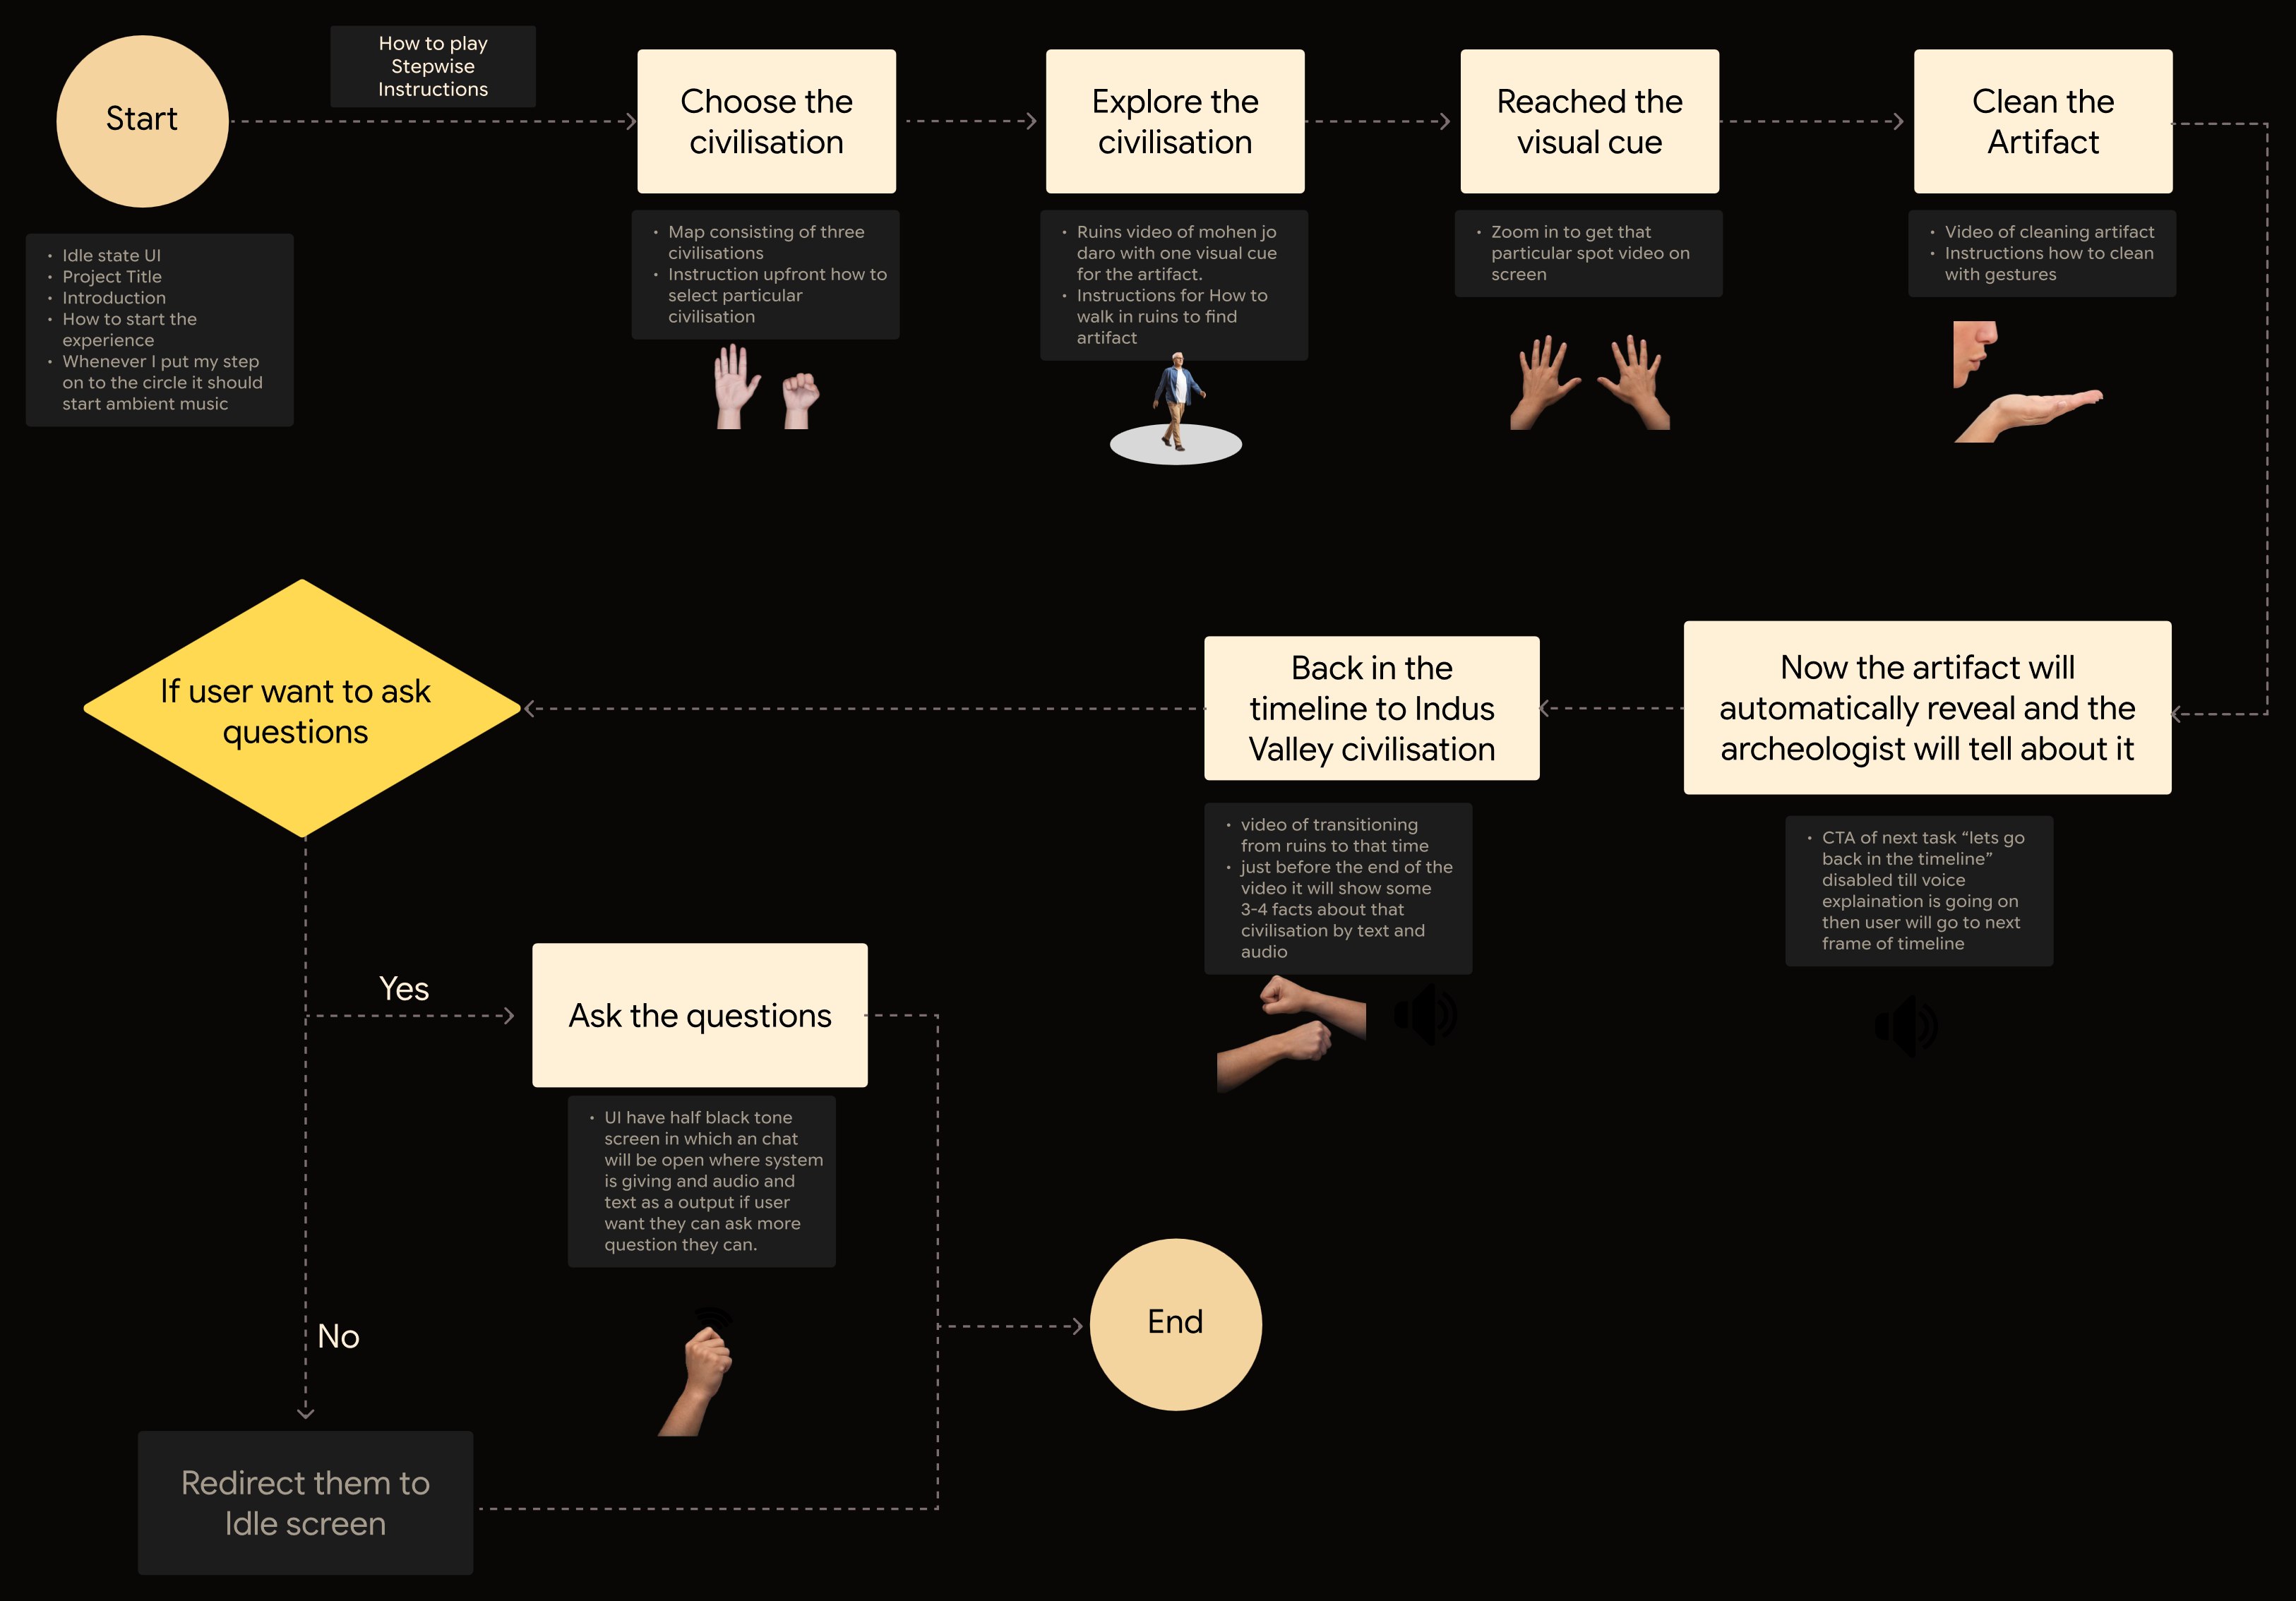 Start
How to play
Stepwise
Instructions
Choose the
civilisation
Explore the
civilisation
Reached the
visual cue
Clean the
Artifact
• Idle state UI
• Project Title
• Introduction
• How to start the
experience
• Whenever I put my step
on to the circle it should
start ambient music
• Map consisting of three
civilisations
• Instruction upfront how to
select particular
civilisation
• Ruins video of mohen jo
daro with one visual cue
for the artifact.
• Instructions for How to
walk in ruins to find
artifact
• Zoom in to get that
particular spot video on
screen
• Video of cleaning artifact
• Instructions how to clean
with gestures
Now the artifact will
automatically reveal and the
archeologist will tell about it
• CTA of next task “lets go
back in the timeline”
disabled till voice
explaination is going on
then user will go to next
frame of timeline
Back in the
timeline to Indus
Valley civilisation
• video of transitioning
from ruins to that time
• just before the end of the
video it will show some
3-4 facts about that
civilisation by text and
audio
If user want to ask
questions
Yes
Ask the questions
• UI have half black tone
screen in which an chat
will be open where system
is giving and audio and
text as a output if user
want they can ask more
question they can.
No
Redirect them to
Idle screen
End